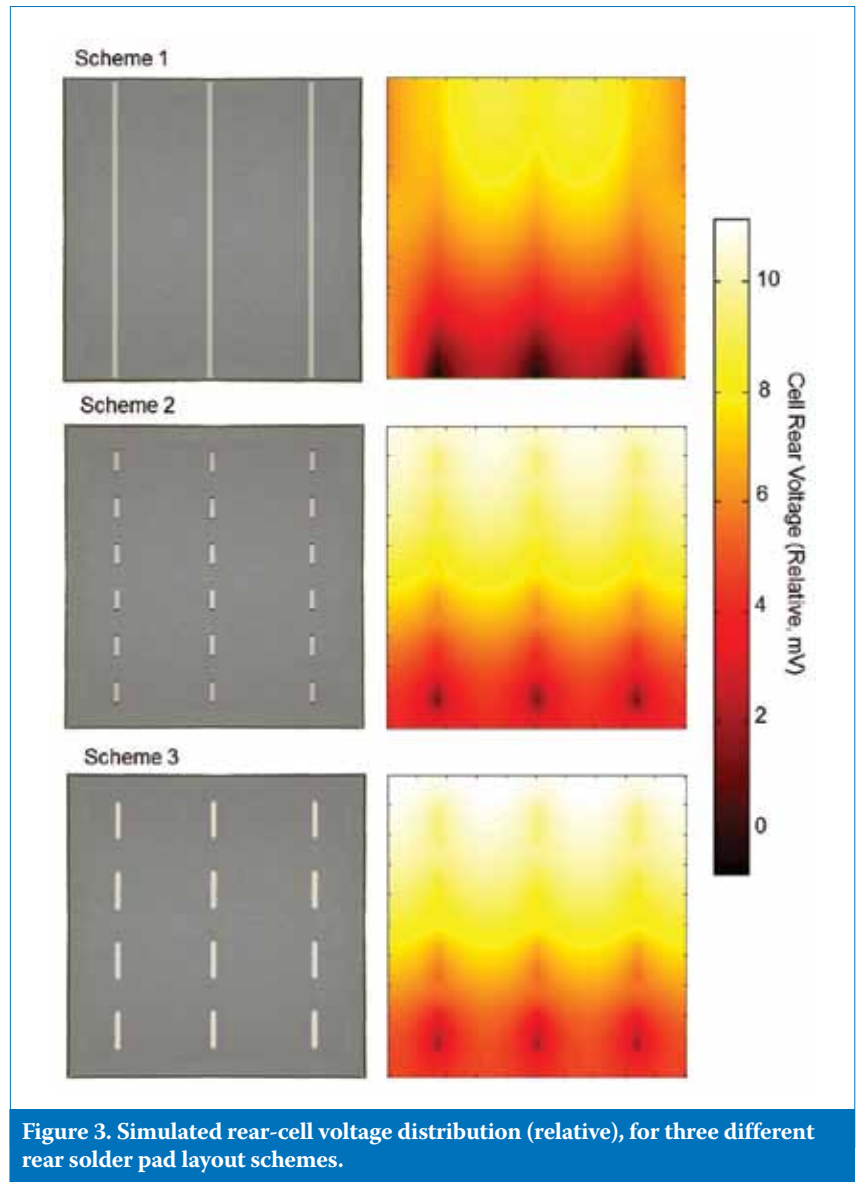 Scheme 1
Scheme 2
Scheme 3
10
8
6
4
2
0
Cell Rear Voltage (Relative, mV)
Figure 3. Simulated rear-cell voltage distribution (relative), for three different
rear solder pad layout schemes.